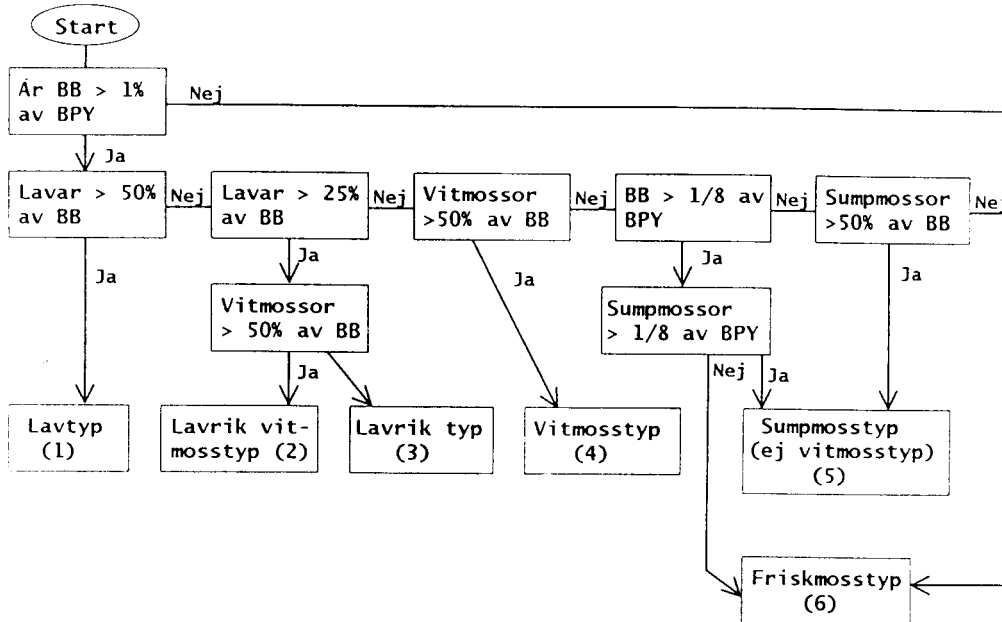 Start
Är BB > 1%
av BPY
Nej
Ja
Lavar > 50%
av BB
Nej
Lavar > 25%
av BB
Nej
Vitmossor
>50% av BB
Nej
BB > 1/8 av
BPY
Nej
Sumpmossor
>50% av BB
Nej
Ja
Ja
Ja
Ja
Ja
Vitmossor
> 50% av BB
Sumpmossor
> 1/8 av BPY
Ja
Nej
Ja
Lavtyp
(1)
Lavrik vit-
mosstyp (2)
Lavrik typ
(3)
Vitmosstyp
(4)
Sumpmosstyp
(ej vitmosstyp)
(5)
Friskmosstyp
(6)